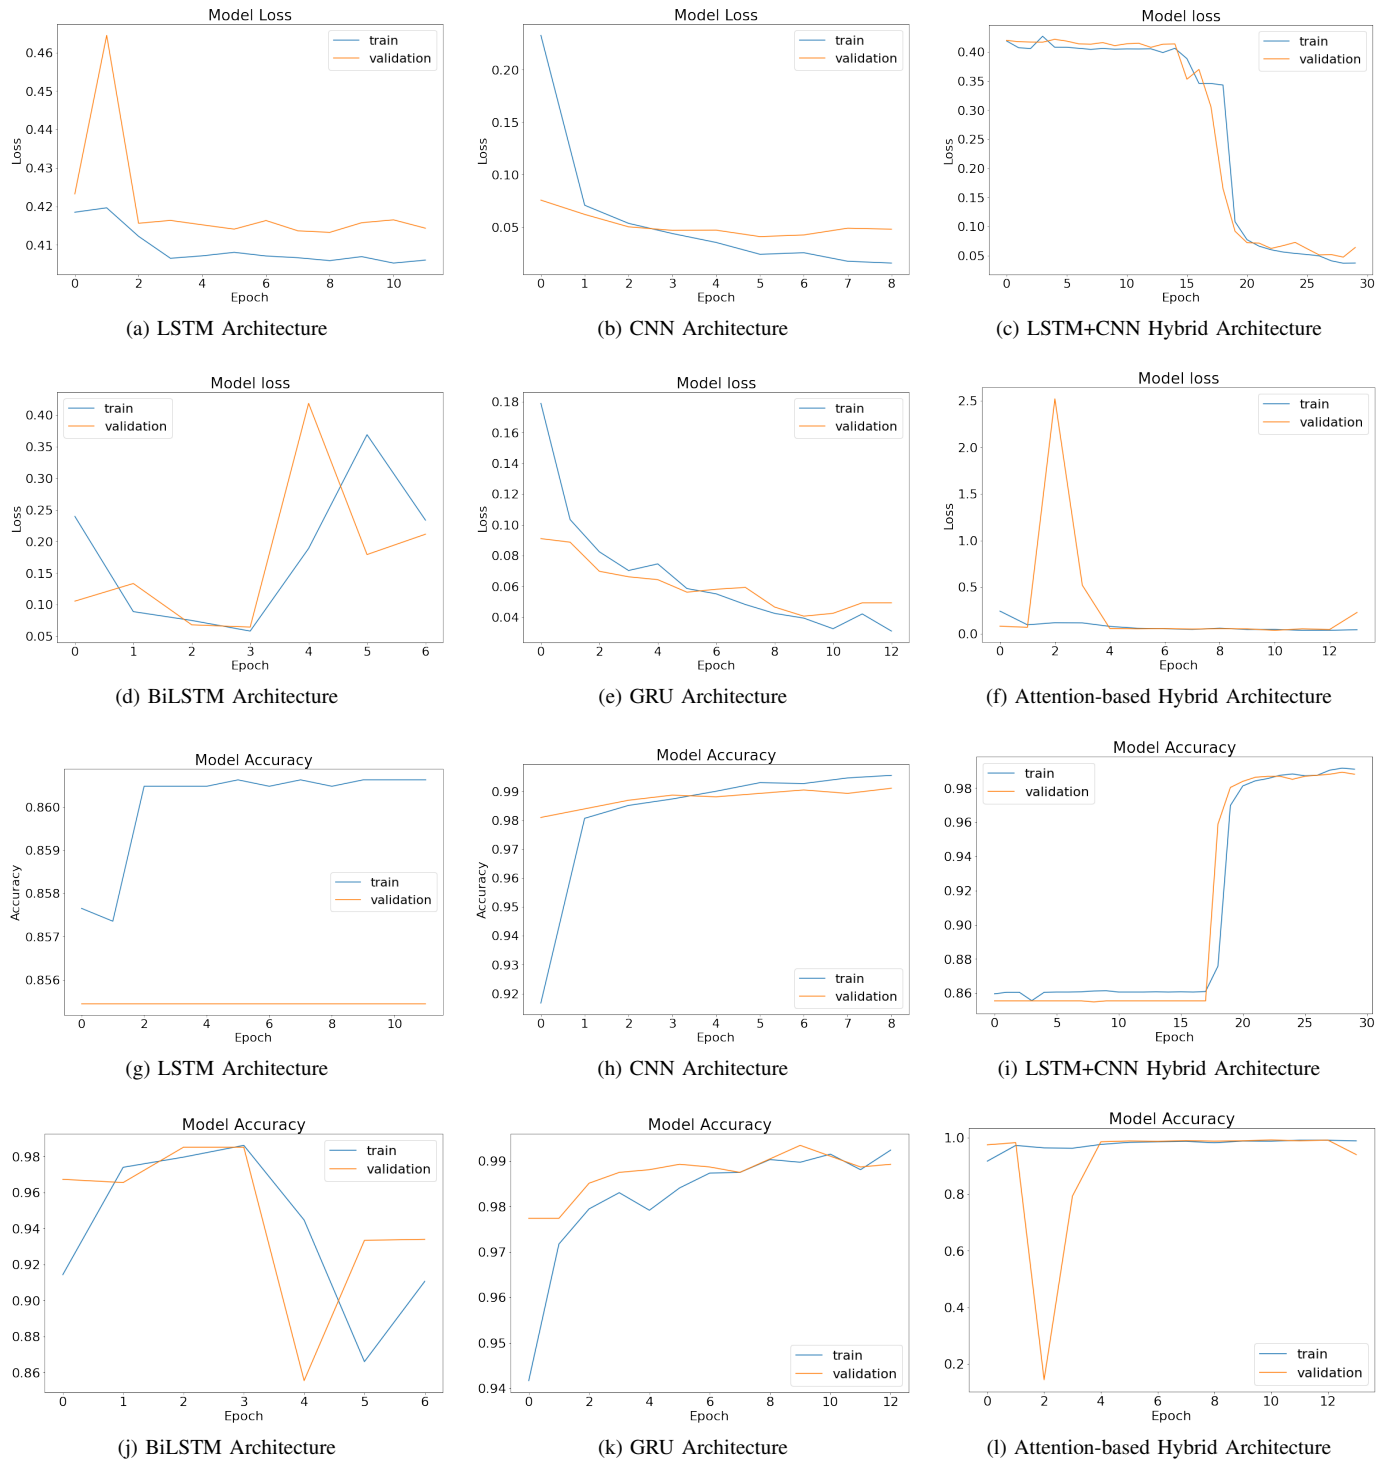 Model Loss
train
validation
0.46
0.45
0.44
0.43
0.42
0.41
Loss
0 2 4 6 8 10
Epoch
(a) LSTM Architecture
Model Loss
train
validation
0.20
0.15
0.10
0.05
Loss
0 1 2 3 4 5 6 7 8
Epoch
(b) CNN Architecture
Model loss
train
validation
0.40
0.35
0.30
0.25
0.20
0.15
0.10
0.05
Loss
0 5 10 15 20 25 30
Epoch
(c) LSTM+CNN Hybrid Architecture
Model loss
train
validation
0.40
0.35
0.30
0.25
0.20
0.15
0.10
0.05
Loss
0 1 2 3 4 5 6
Epoch
(d) BiLSTM Architecture
Model loss
train
validation
0.18
0.16
0.14
0.12
0.10
0.08
0.06
0.04
Loss
0 2 4 6 8 10 12
Epoch
(e) GRU Architecture
Model loss
train
validation
2.5
2.0
1.5
1.0
0.5
0.0
Loss
0 2 4 6 8 10 12
Epoch
(f) Attention-based Hybrid Architecture
Model Accuracy
0.860
0.859
0.858
0.857
0.856
Accuracy
train
validation
0 2 4 6 8 10
Epoch
(g) LSTM Architecture
Model Accuracy
0.99
0.98
0.97
0.96
0.95
0.94
0.93
0.92
Accuracy
train
validation
0 1 2 3 4 5 6 7 8
Epoch
(h) CNN Architecture
Model Accuracy
train
validation
0.98
0.96
0.94
0.92
0.90
0.88
0.86
Accuracy
0 5 10 15 20 25 30
Epoch
(i) LSTM+CNN Hybrid Architecture
Model Accuracy
train
validation
0.98
0.96
0.94
0.92
0.90
0.88
0.86
Accuracy
0 1 2 3 4 5 6
Epoch
(j) BiLSTM Architecture
Model Accuracy
0.99
0.98
0.97
0.96
0.95
0.94
Accuracy
train
validation
0 2 4 6 8 10 12
Epoch
(k) GRU Architecture
Model Accuracy
1.0
0.8
0.6
0.4
0.2
Accuracy
train
validation
0 2 4 6 8 10 12
Epoch
(l) Attention-based Hybrid Architecture